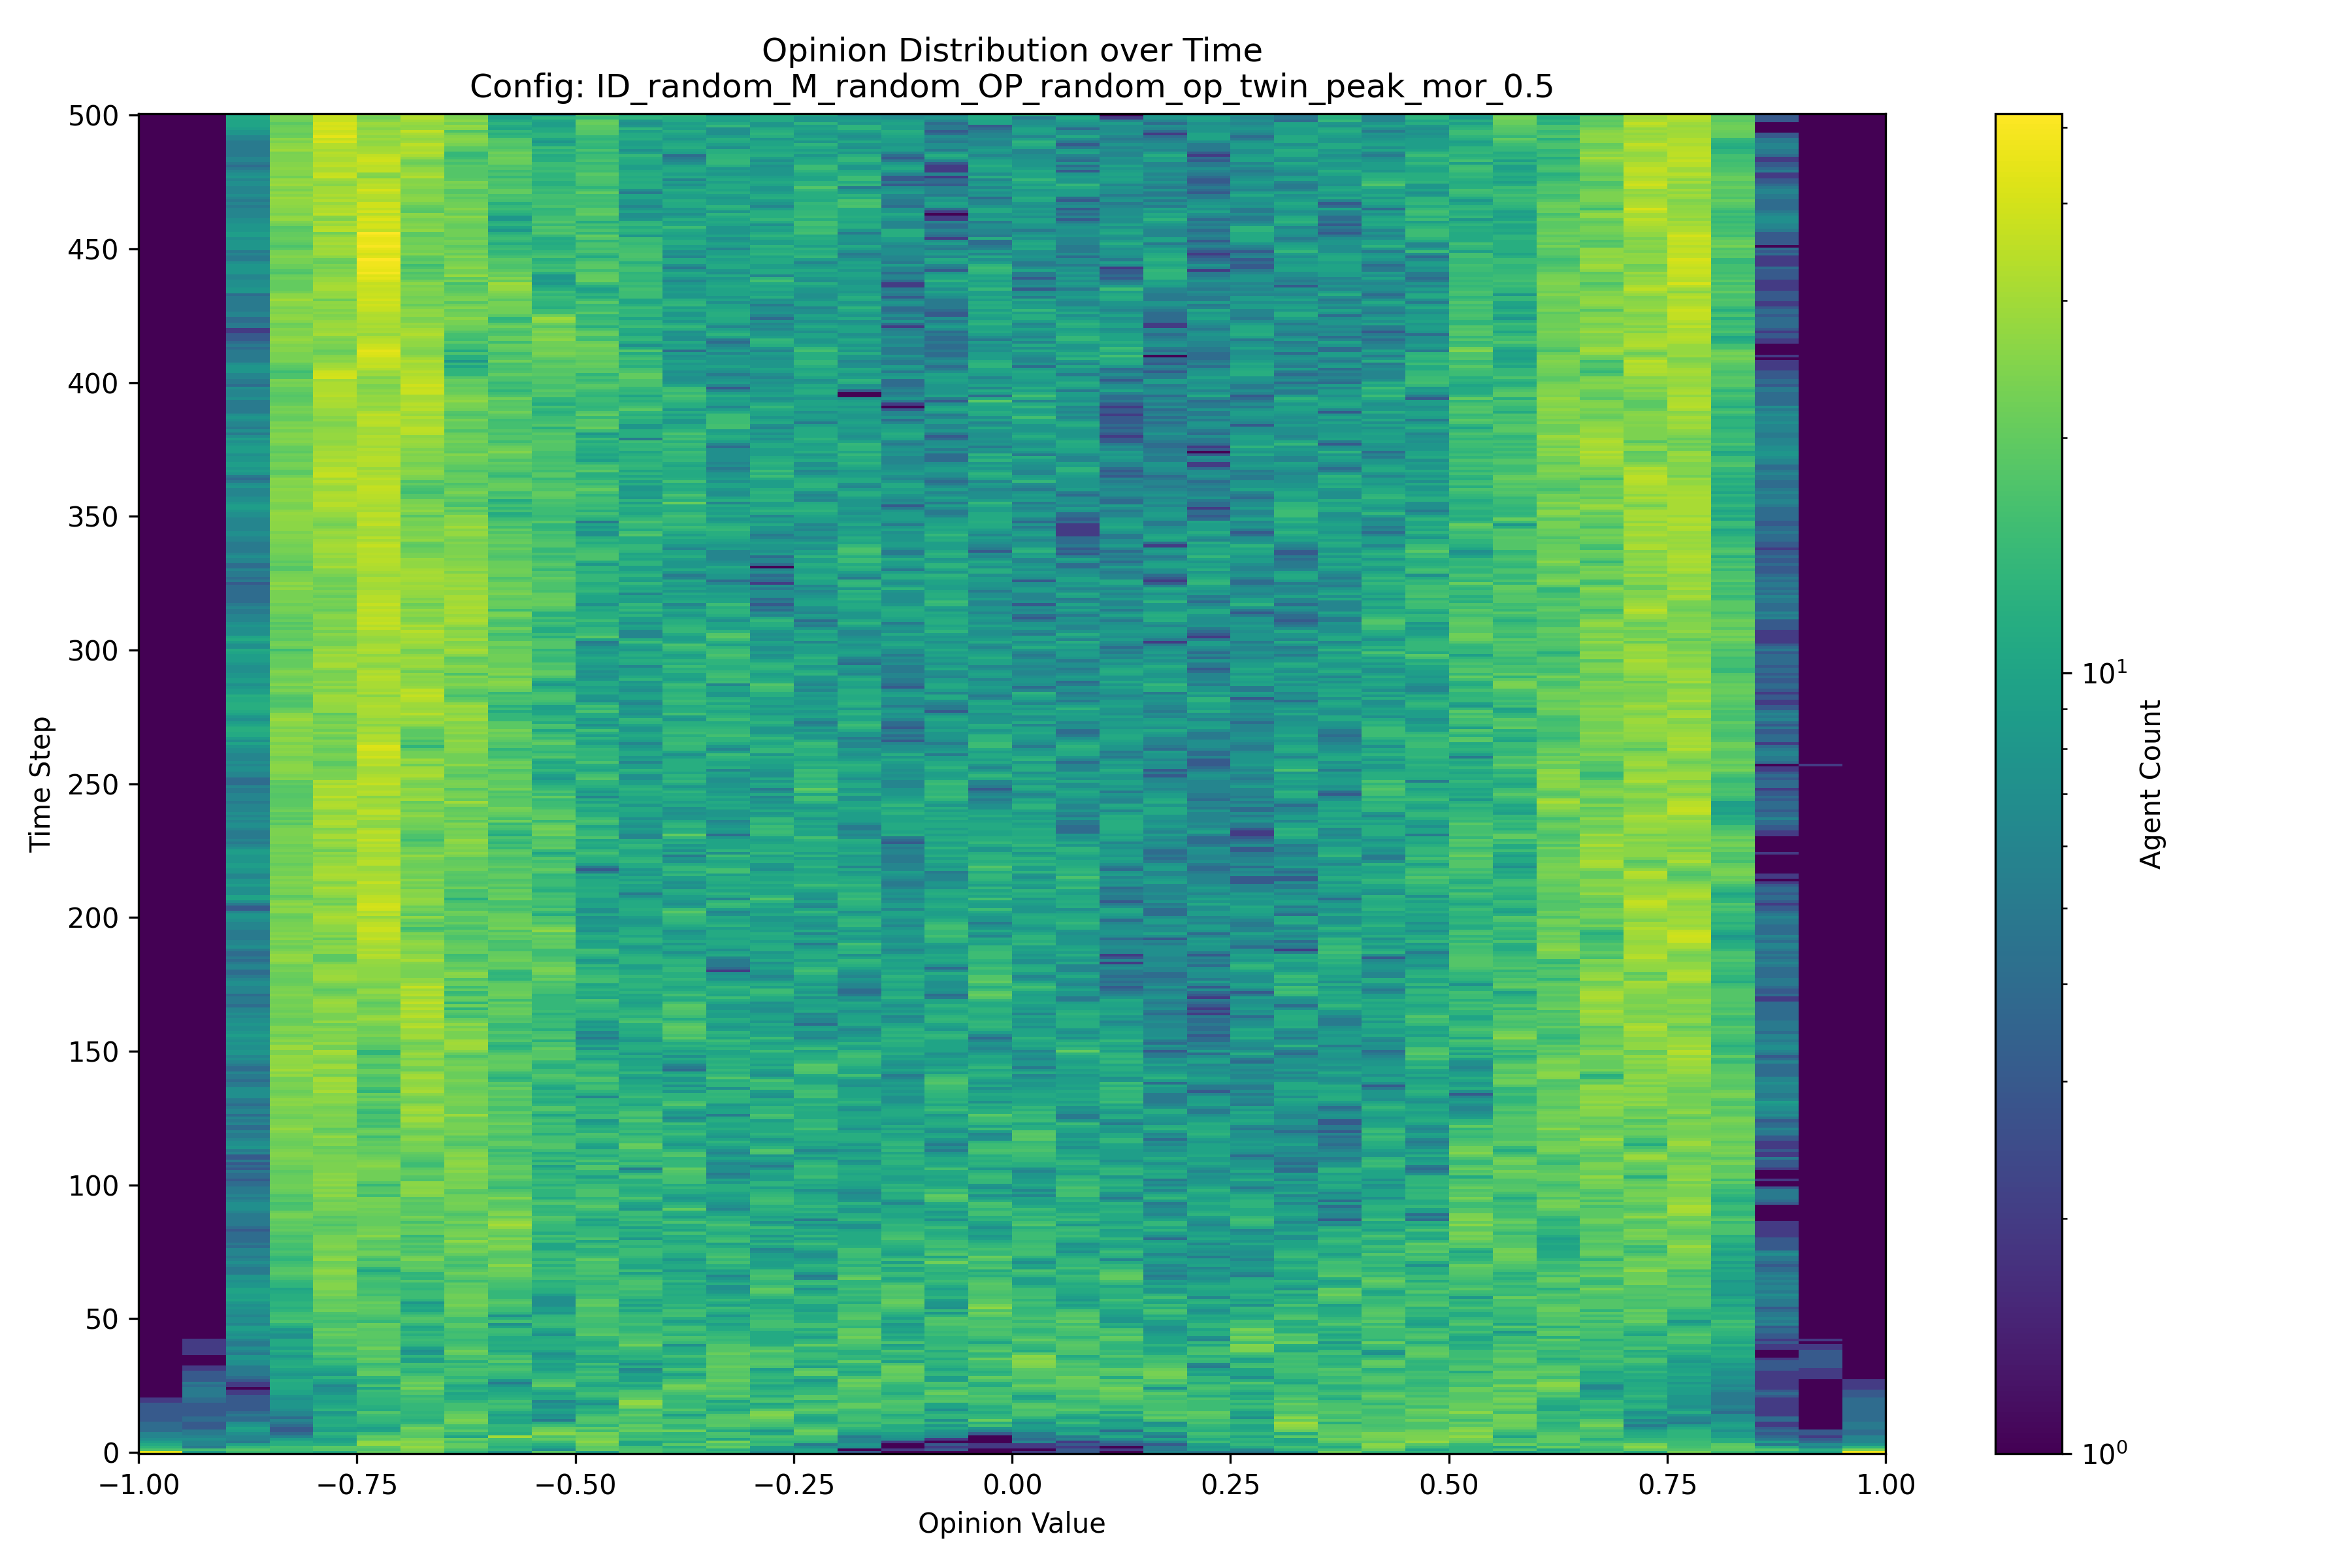 Opinion Distribution over Time
Config: ID_random_M_random_OP_random_op_twin_peak_mor_0.5
500
450
400
350
300
250
200
150
100
50
0
Time Step
−1.00 −0.75 −0.50 −0.25 0.00 0.25 0.50 0.75 1.00
Opinion Value
10¹
10⁰
Agent Count